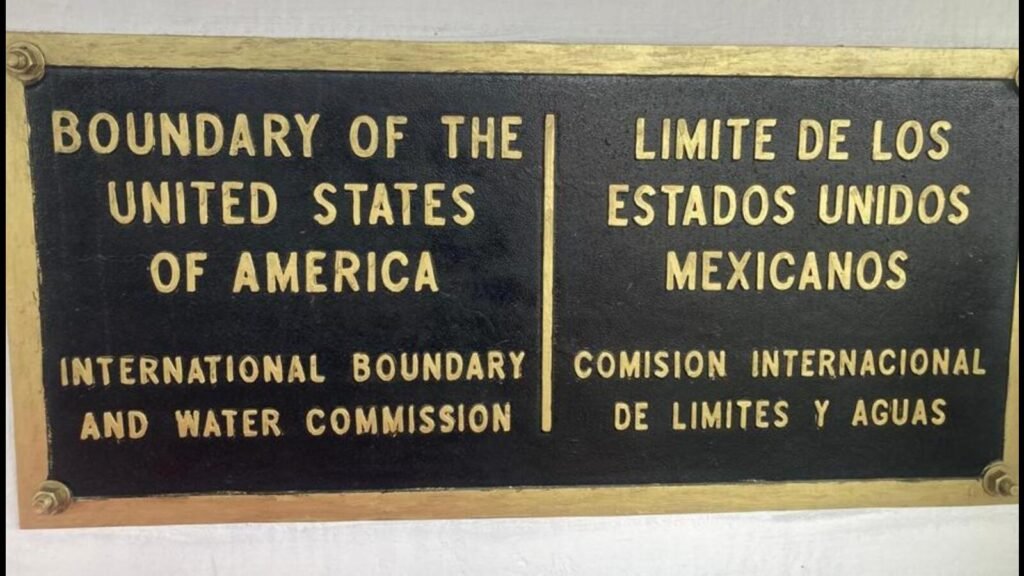 BOUNDARY OF THE
UNITED STATES
OF AMERICA
INTERNATIONAL BOUNDARY
AND WATER COMMISSION
LIMITE DE LOS
ESTADOS UNIDOS
MEXICANOS
COMISION INTERNACIONAL
DE LIMITES Y AGUAS